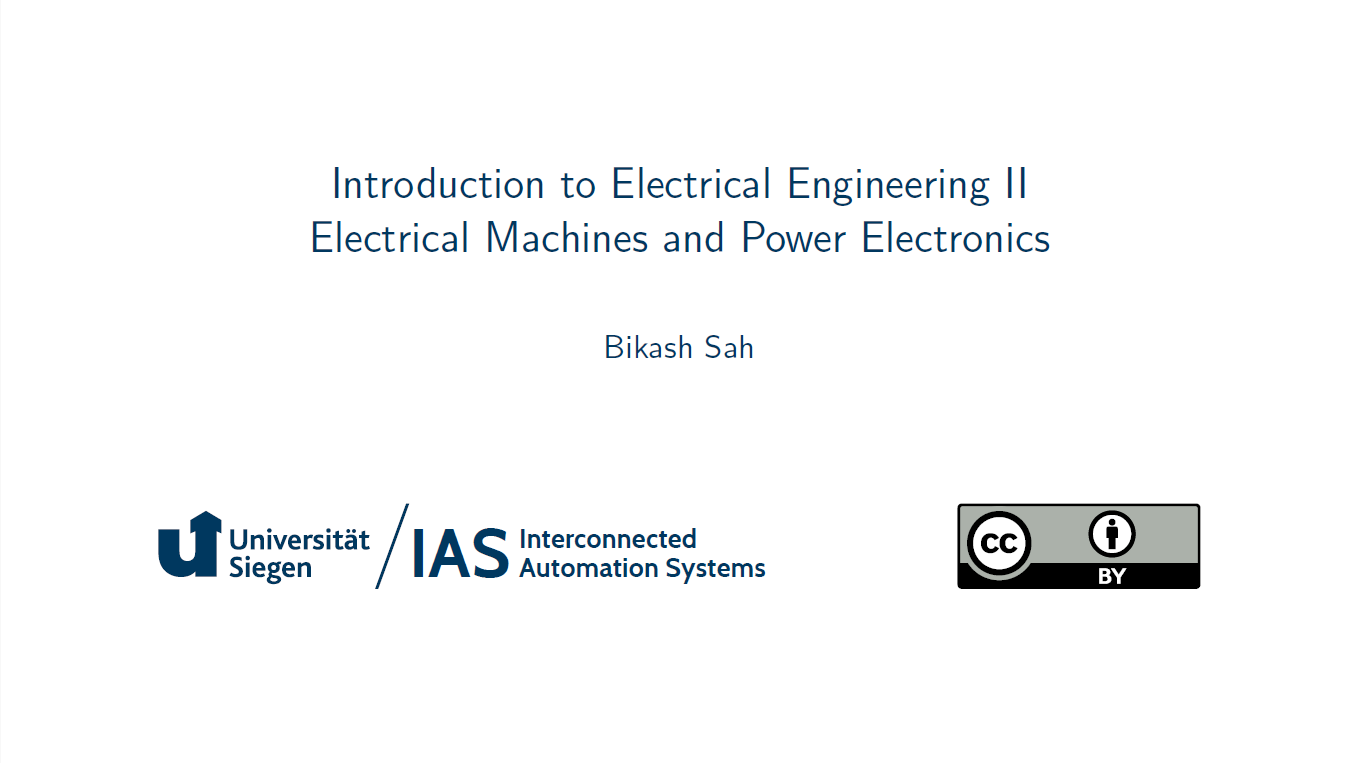 Introduction to Electrical Engineering II
Electrical Machines and Power Electronics
Bikash Sah
Universität
Siegen
IAS
Interconnected
Automation Systems
cc
BY